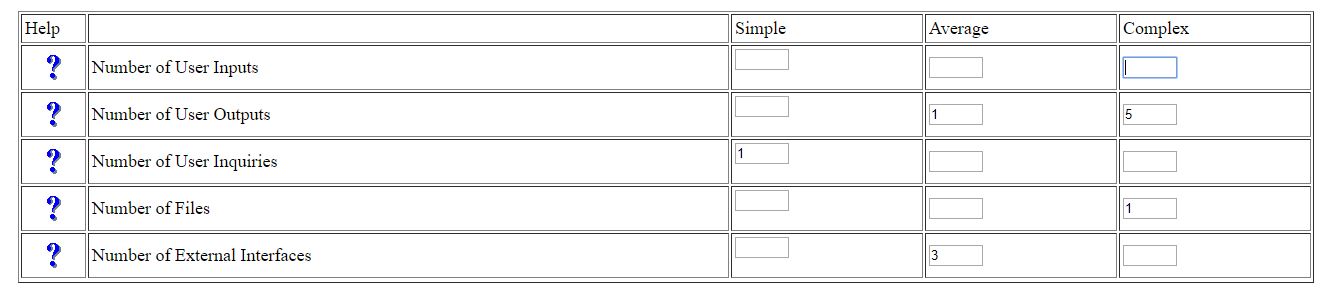 Help Simple Average Complex
? Number of User Inputs
? Number of User Outputs 1 5
? Number of User Inquiries 1
? Number of Files 1
? Number of External Interfaces 3